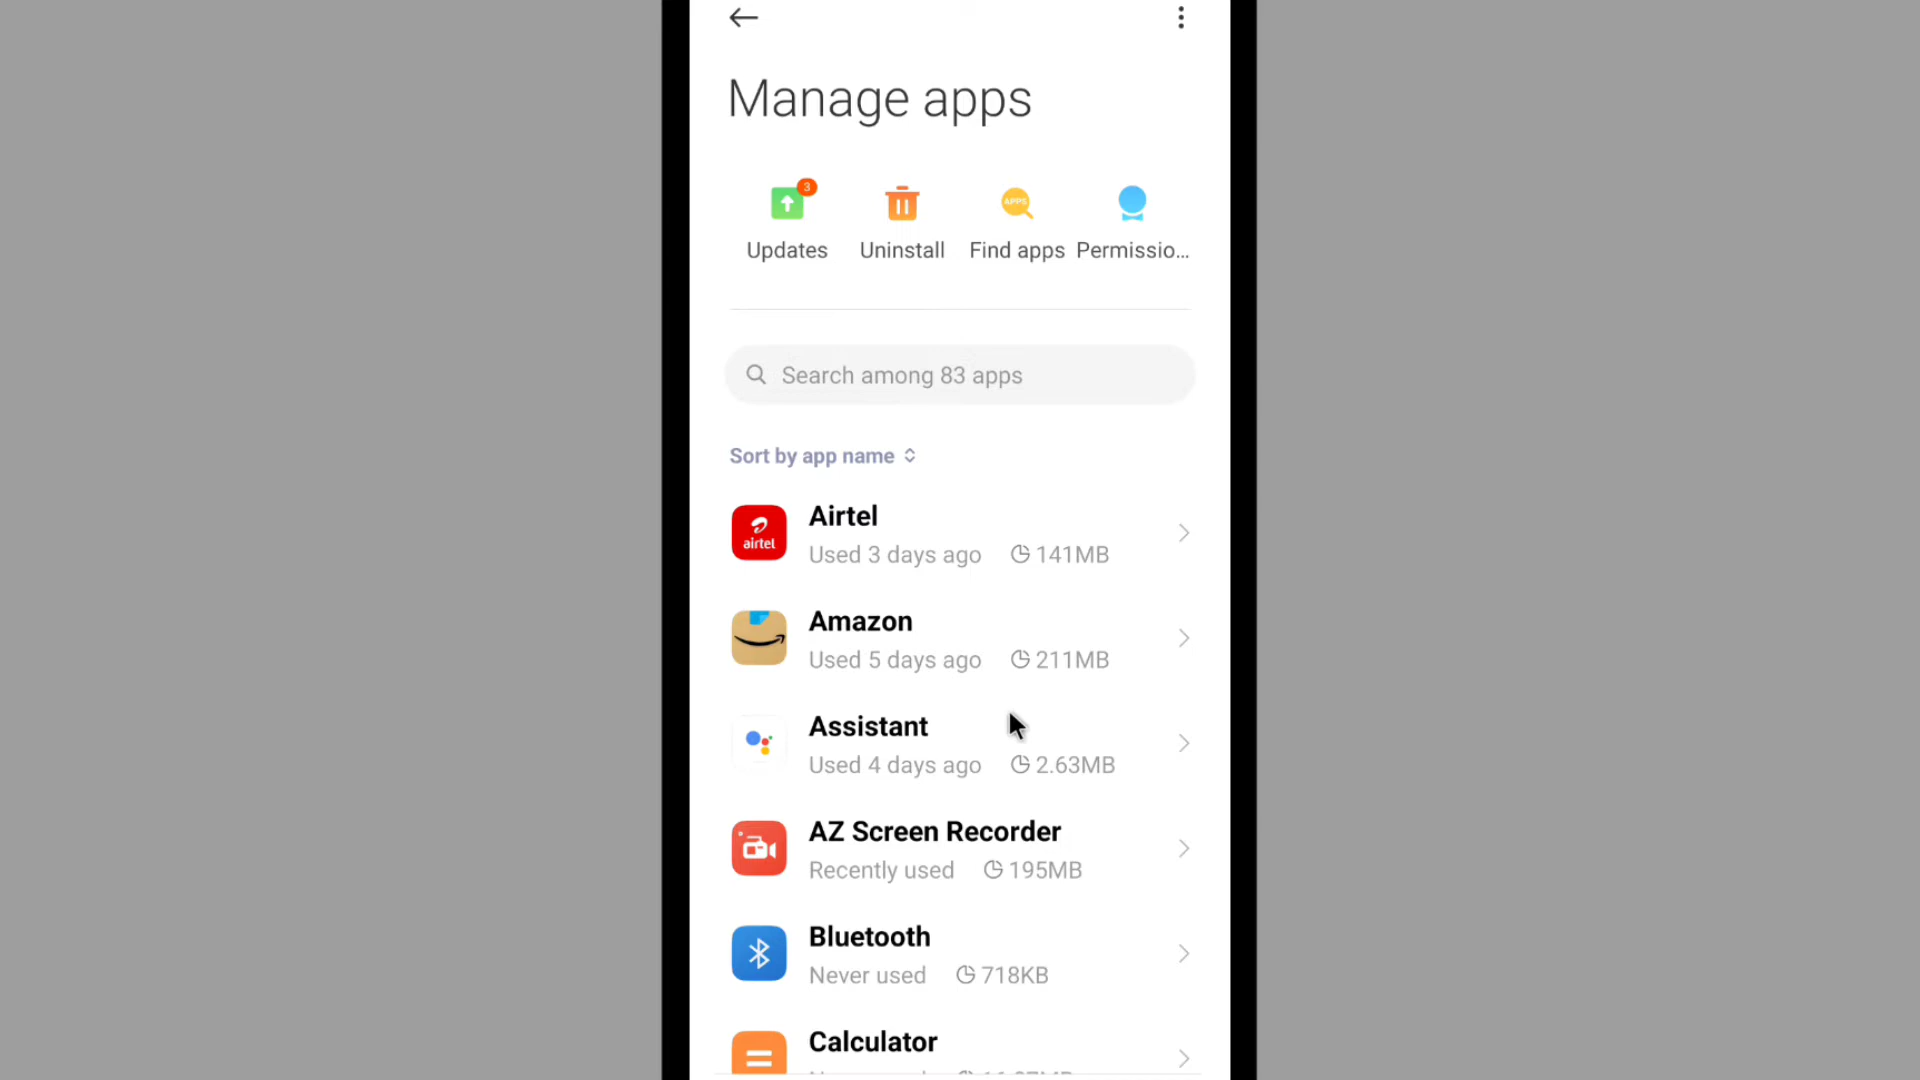 Manage apps
3
Updates Uninstall Find apps Permissio...
APPS
Search among 83 apps
Sort by app name
Airtel
airtel
Used 3 days ago 141MB
Amazon
Used 5 days ago 211MB
Assistant
Used 4 days ago 2.63MB
AZ Screen Recorder
Recently used 195MB
Bluetooth
Never used 718KB
Calculator